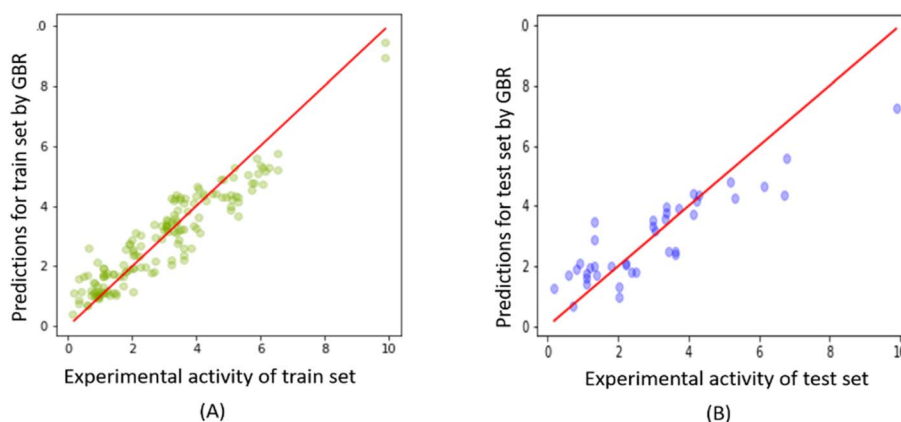 .0
8
6
4
2
0
0 2 4 6 8 10
Predictions for train set by GBR
Experimental activity of train set
(A)
.0
8
6
4
2
0
0 2 4 6 8 10
Predictions for test set by GBR
Experimental activity of test set
(B)